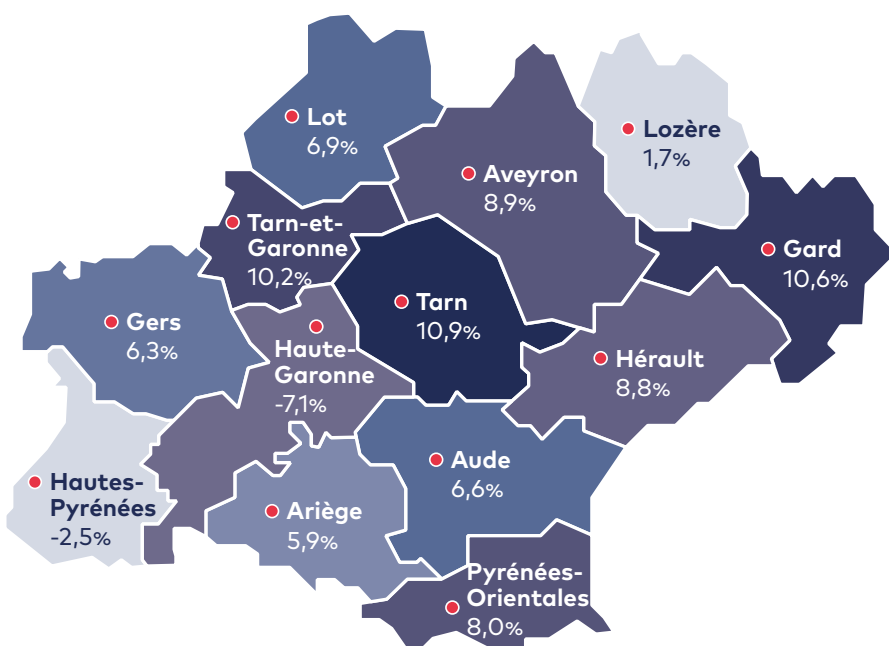 Lot
6,9%
Lozère
1,7%
Aveyron
8,9%
Tarn-et-
Garonne
10,2%
Gard
10,6%
Tarn
10,9%
Gers
6,3%
Haute-
Garonne
-7,1%
Hérault
8,8%
Hautes-
Pyrénées
-2,5%
Aude
6,6%
Ariège
5,9%
Pyrénées-
Orientales
8,0%